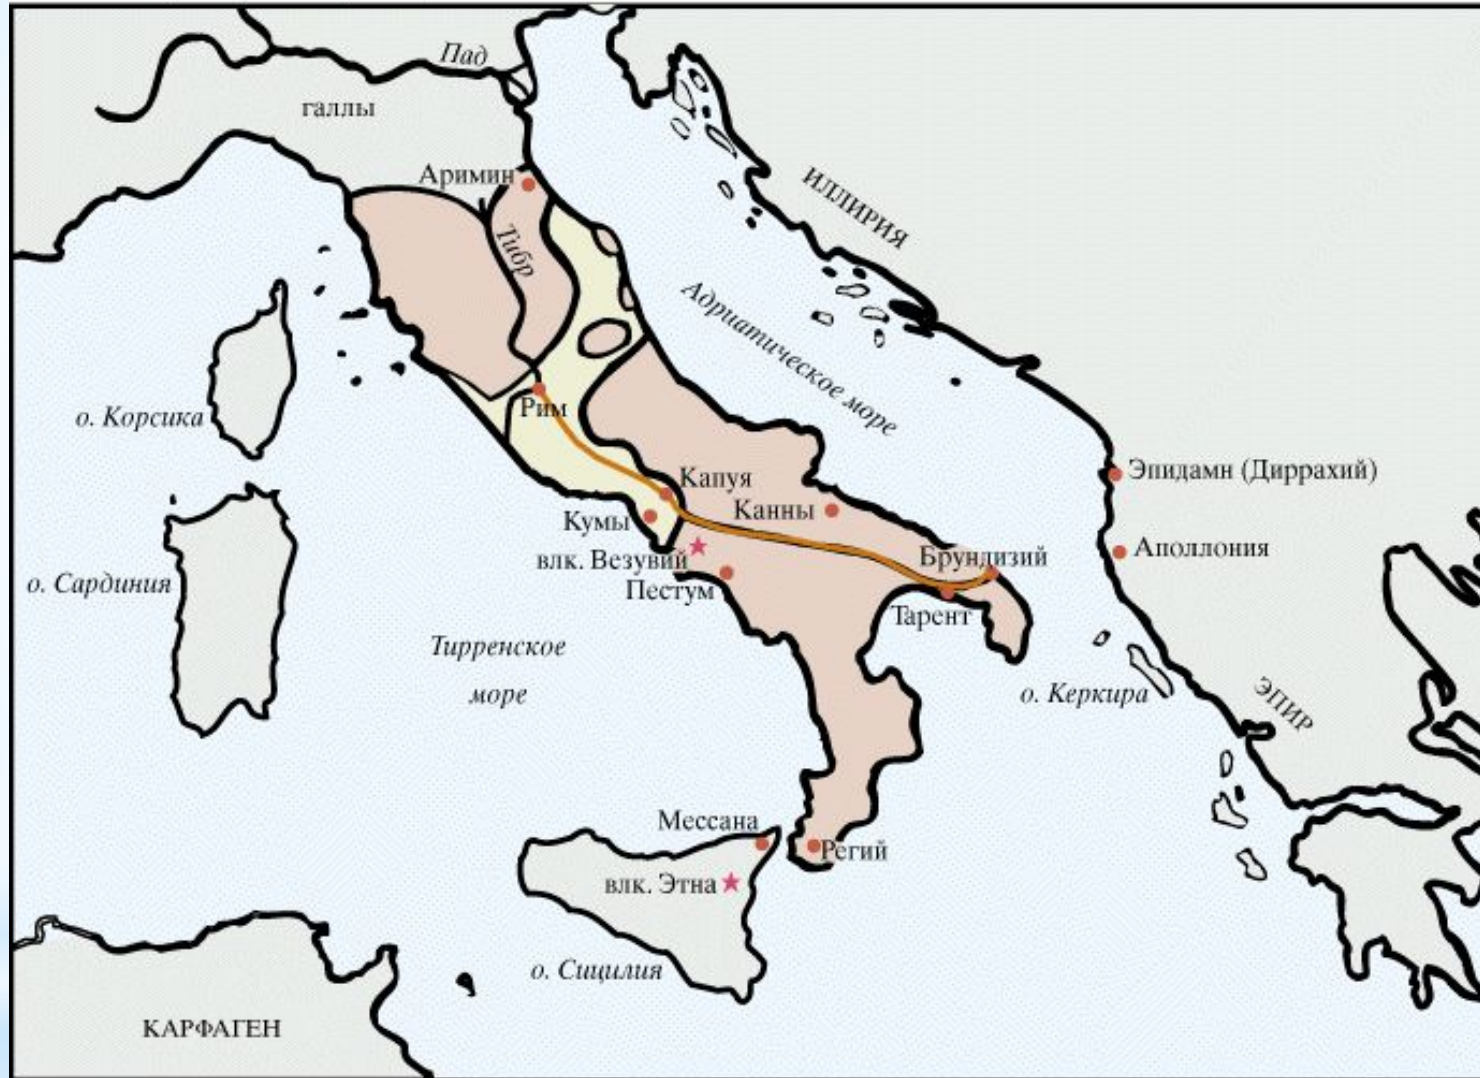 Пад
галлы
Аримин
Тибр
ИЛЛИРИЯ
Адриатическое море
о. Корсика
Рим
Капуя
Эпидамн (Диррахий)
Канны
Кумы
Аполлония
влк. Везувий
Брундизий
о. Сардиния
Пестум
Тарент
Тирренское
море
о. Керкира
ЭПИР
Мессана
Регий
влк. Этна
о. Сицилия
КАРФАГЕН